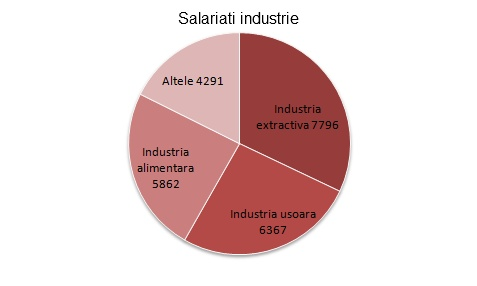 Salariati industrie
Altele 4291
Industria
extractiva 7796
Industria
alimentara
5862
Industria usoara
6367